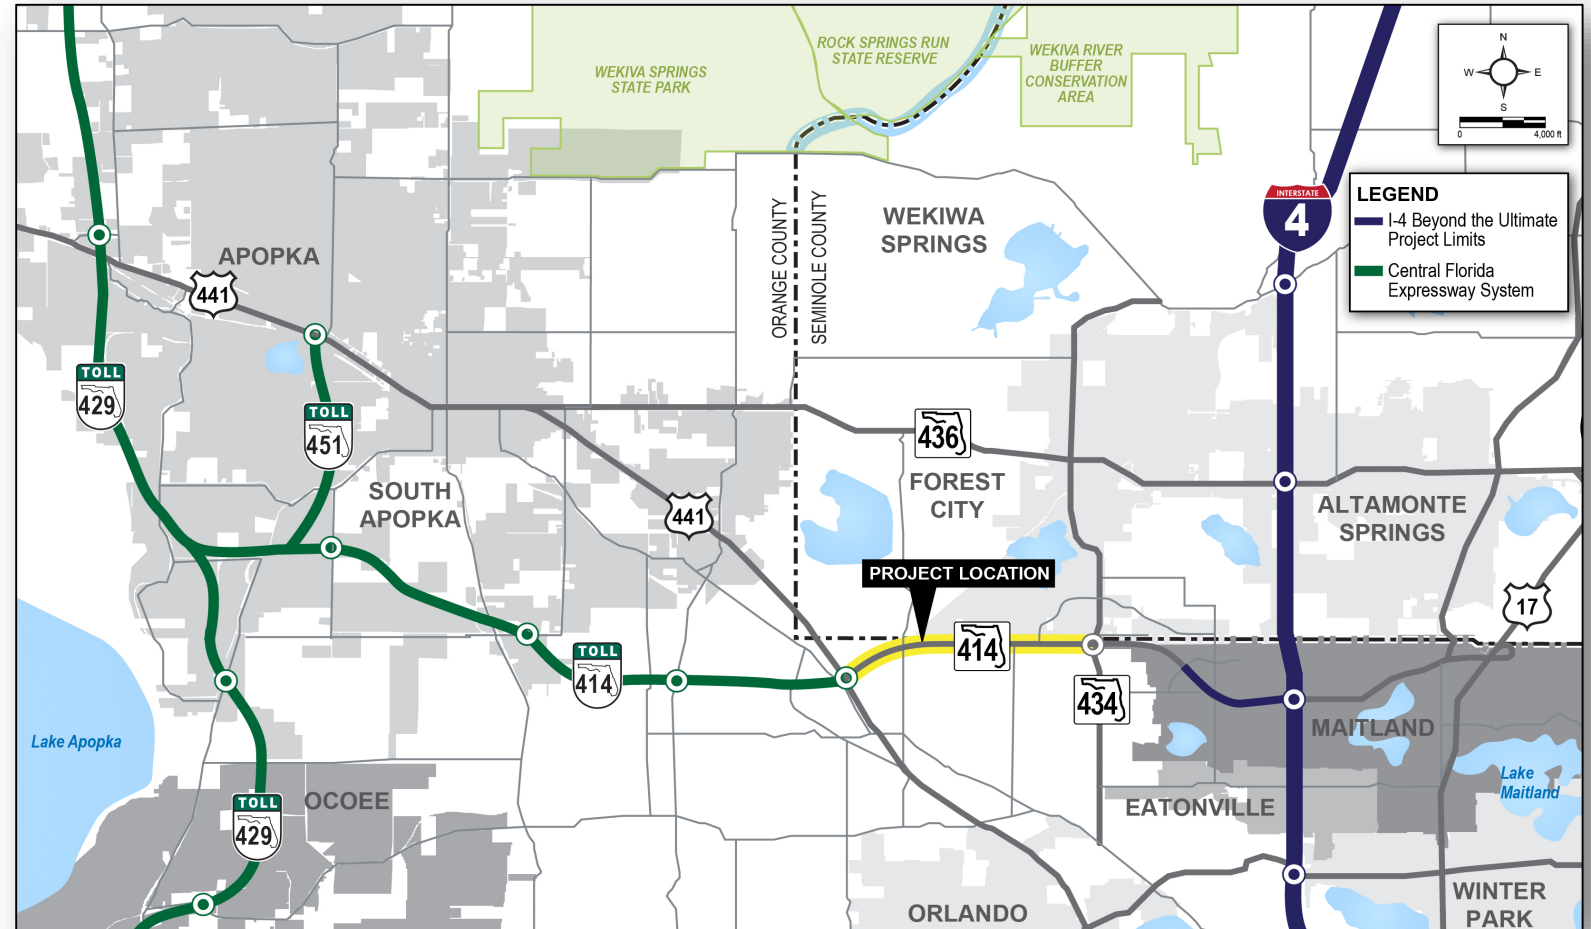 ROCK SPRINGS RUN
STATE RESERVE
WEKIVA RIVER
BUFFER
CONSERVATION
AREA
WEKIVA SPRINGS
STATE PARK
N
W
E
S
0
4,000 ft
INTERSTATE
4
LEGEND
I-4 Beyond the Ultimate
Project Limits
Central Florida
Expressway System
ORANGE COUNTY
SEMINOLE COUNTY
WEKIWA
SPRINGS
APOPKA
441
TOLL
429
TOLL
451
436
FOREST
CITY
SOUTH
APOPKA
441
ALTAMONTE
SPRINGS
PROJECT LOCATION
17
414
TOLL
414
434
MAITLAND
Lake Apopka
Lake
Maitland
OCOEE
TOLL
429
EATONVILLE
ORLANDO
WINTER
PARK